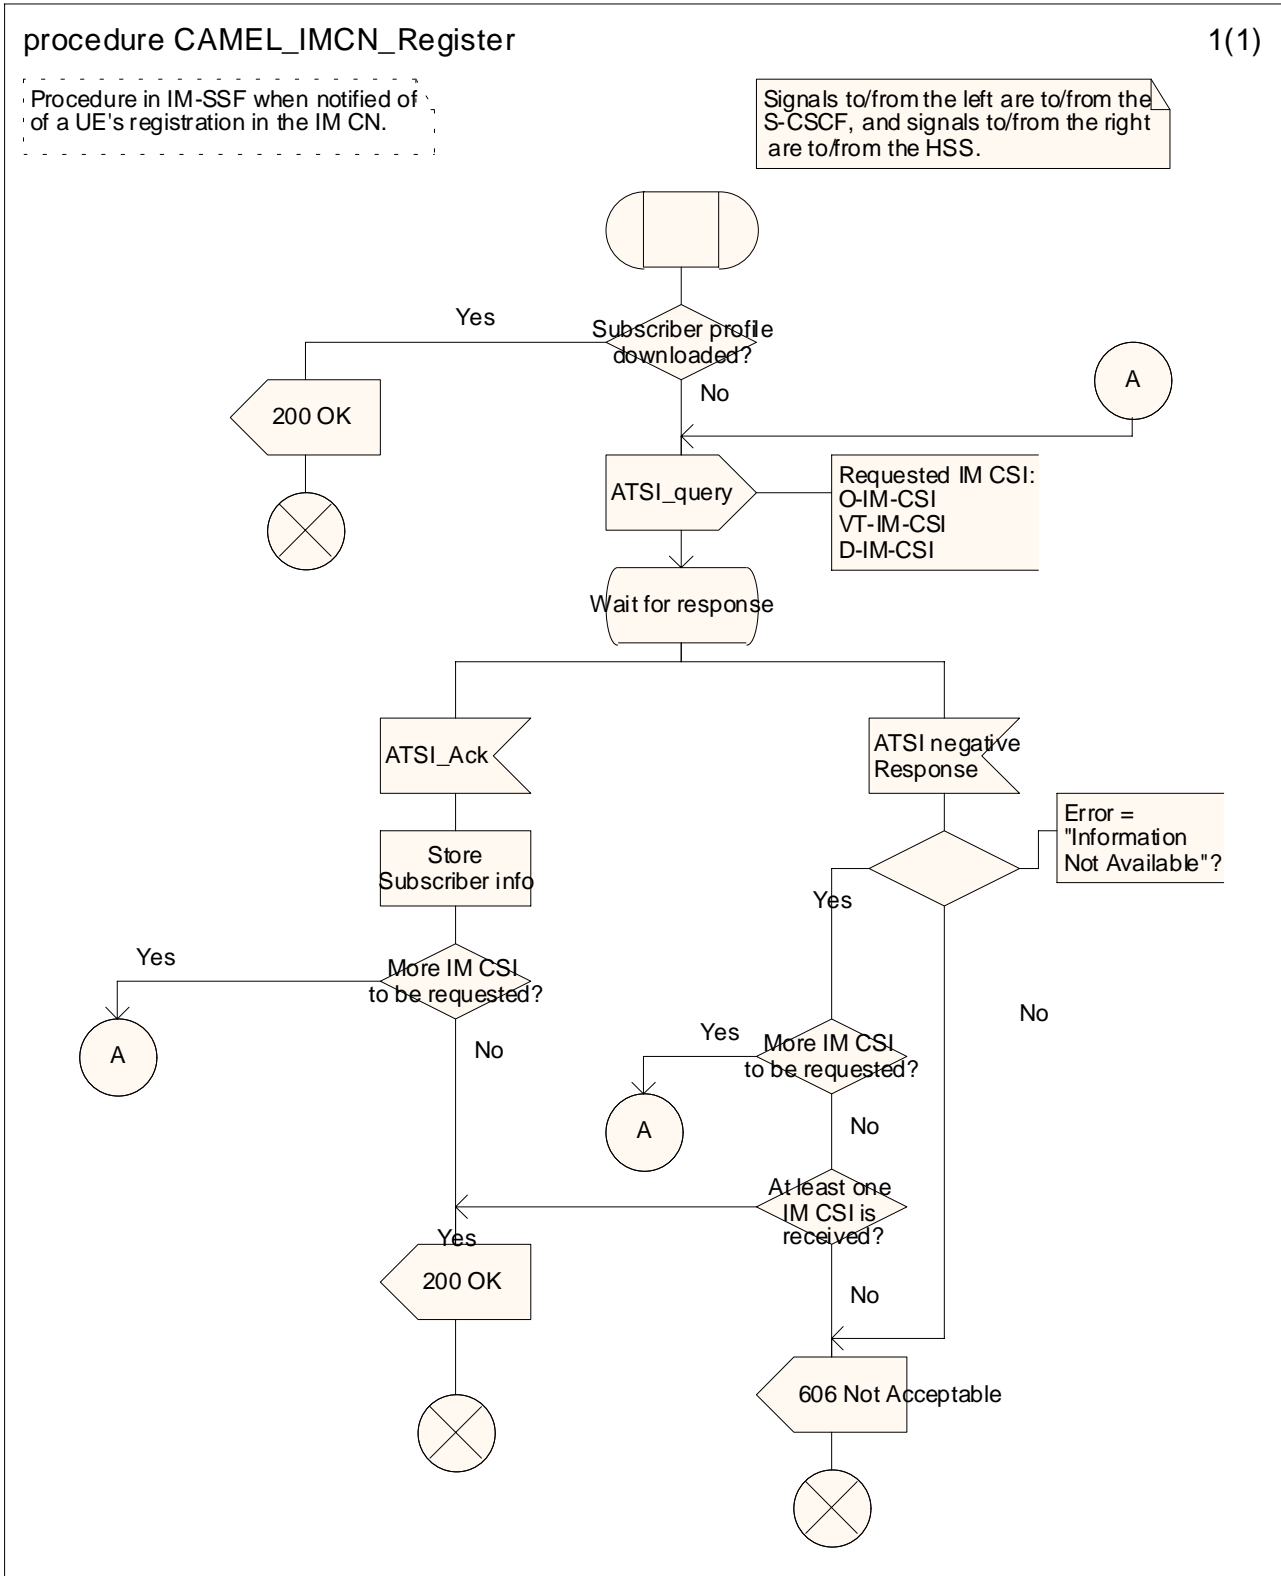 procedure CAMEL_IMCN_Register
1(1)
Procedure in IM-SSF when notified of
of a UE's registration in the IM CN.
Signals to/from the left are to/from the
S-CSCF, and signals to/from the right
are to/from the HSS.
Yes
Subscriber profile
downloaded?
No
A
200 OK
ATSI_query
Requested IM CSI:
O-IM-CSI
VT-IM-CSI
D-IM-CSI
Wait for response
ATSI_Ack
ATSI negative
Response
Error =
"Information
Not Available"?
Store
Subscriber info
Yes
Yes
More IM CSI
to be requested?
No
A
No
Yes
More IM CSI
to be requested?
A
No
At least one
IM CSI is
received?
Yes
200 OK
No
606 Not Acceptable